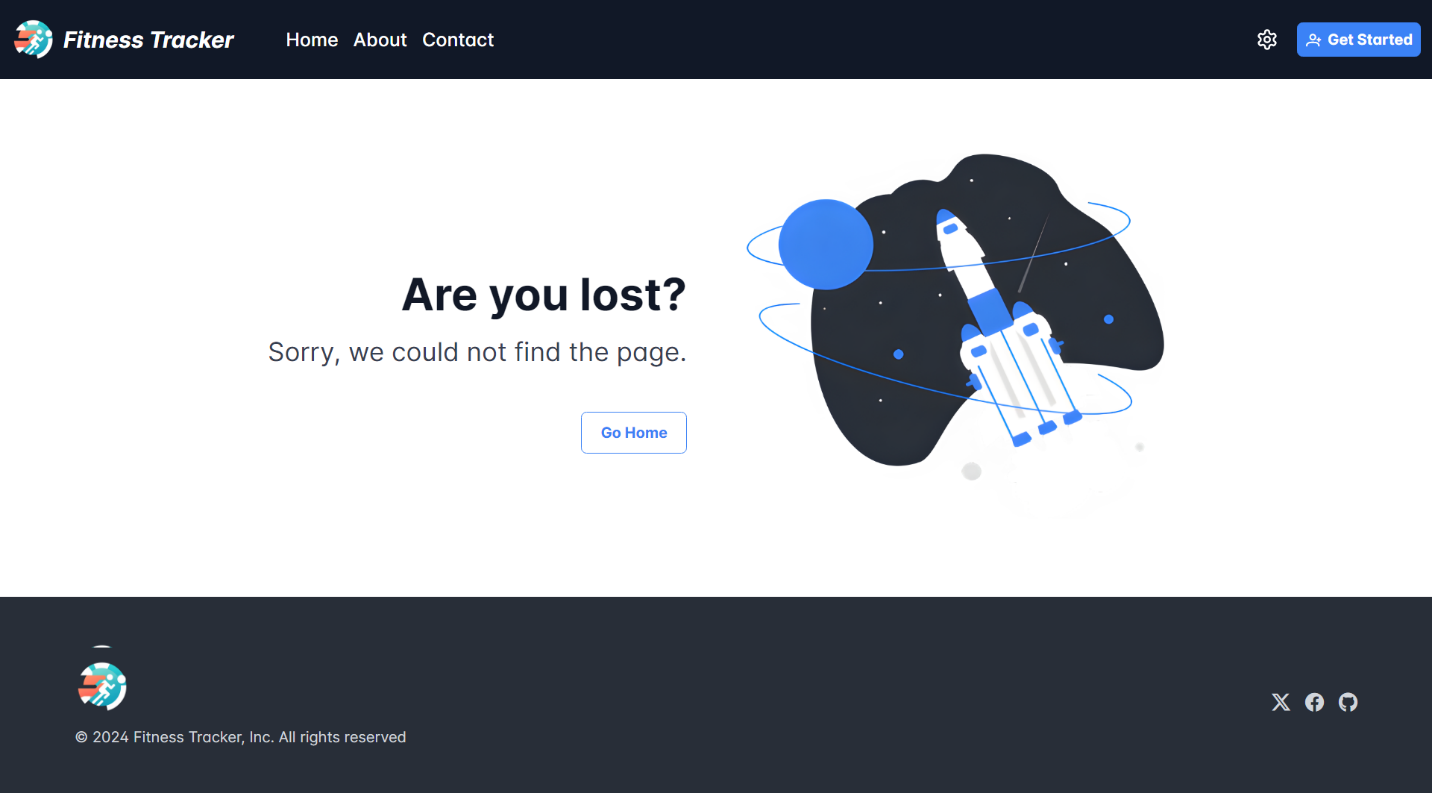 Fitness Tracker
Home About Contact
Get Started
Are you lost?
Sorry, we could not find the page.
Go Home
© 2024 Fitness Tracker, Inc. All rights reserved